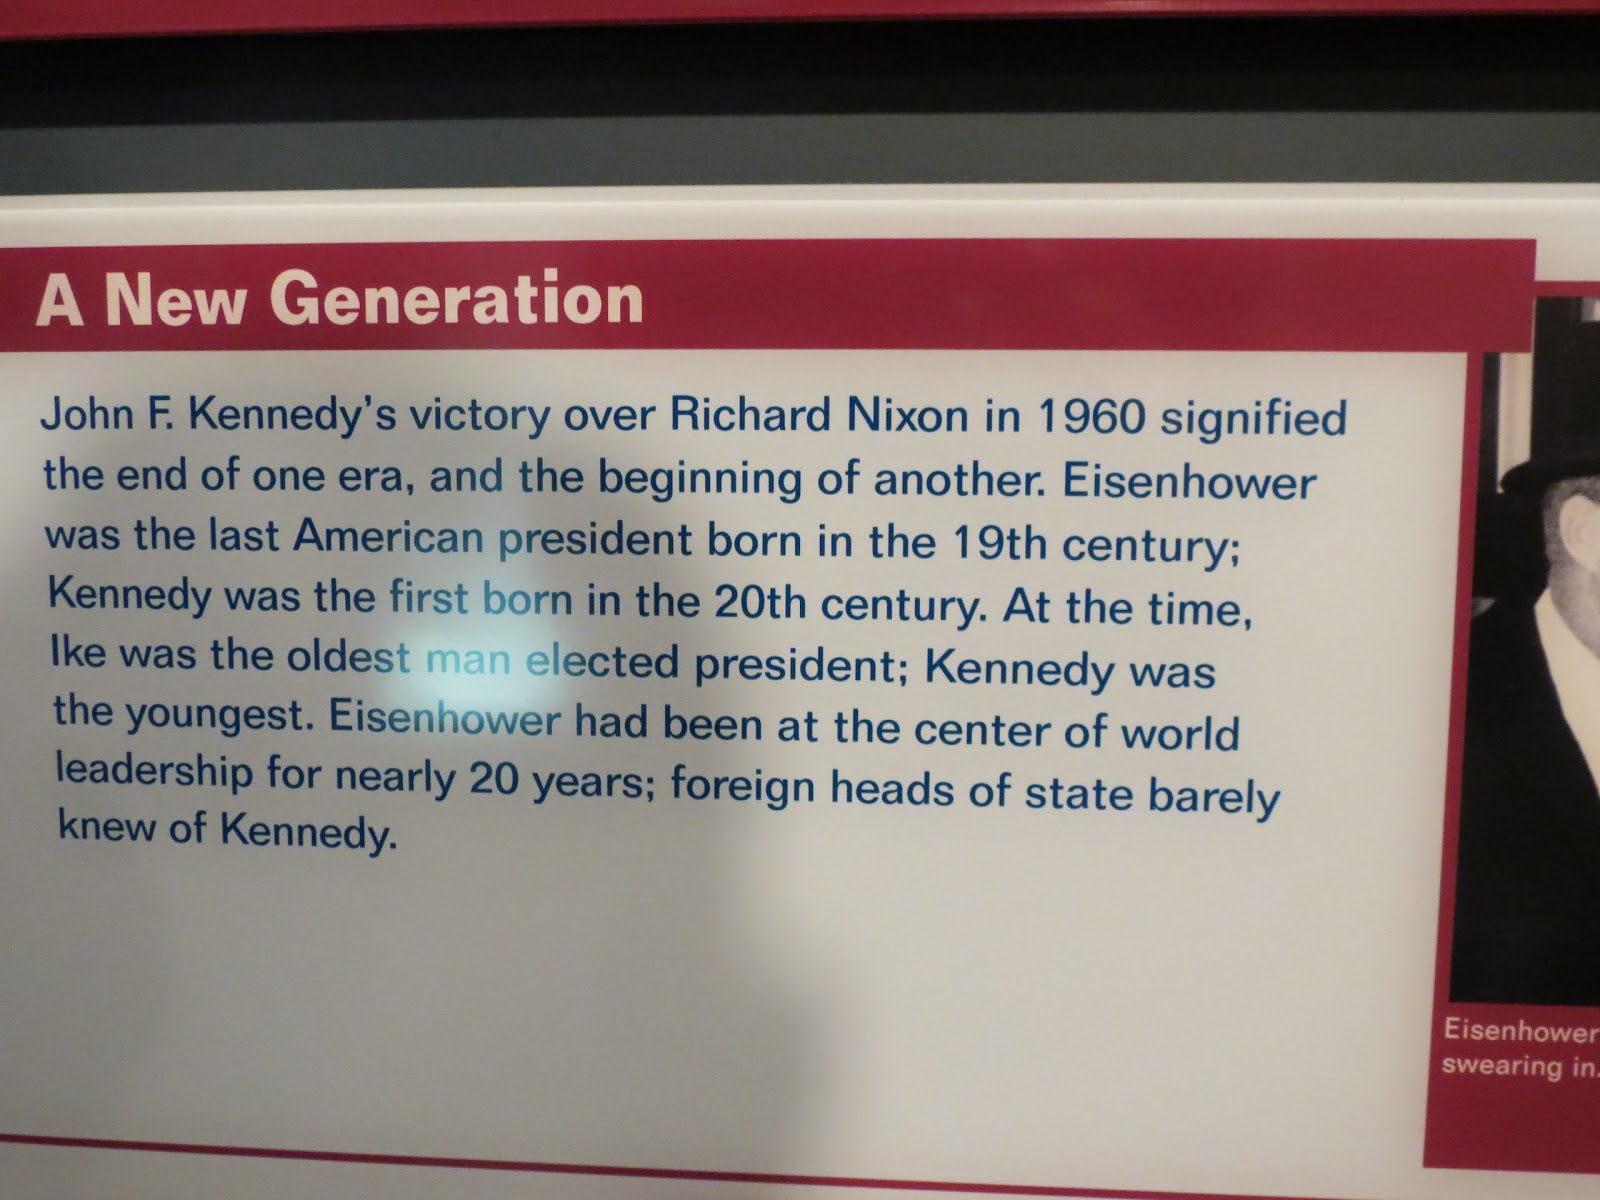 A New Generation
John F. Kennedy's victory over Richard Nixon in 1960 signified
the end of one era, and the beginning of another. Eisenhower
was the last American president born in the 19th century;
Kennedy was the first born in the 20th century. At the time,
Ike was the oldest man elected president; Kennedy was
the youngest. Eisenhower had been at the center of world
leadership for nearly 20 years; foreign heads of state barely
knew of Kennedy.
Eisenhower
swearing in.